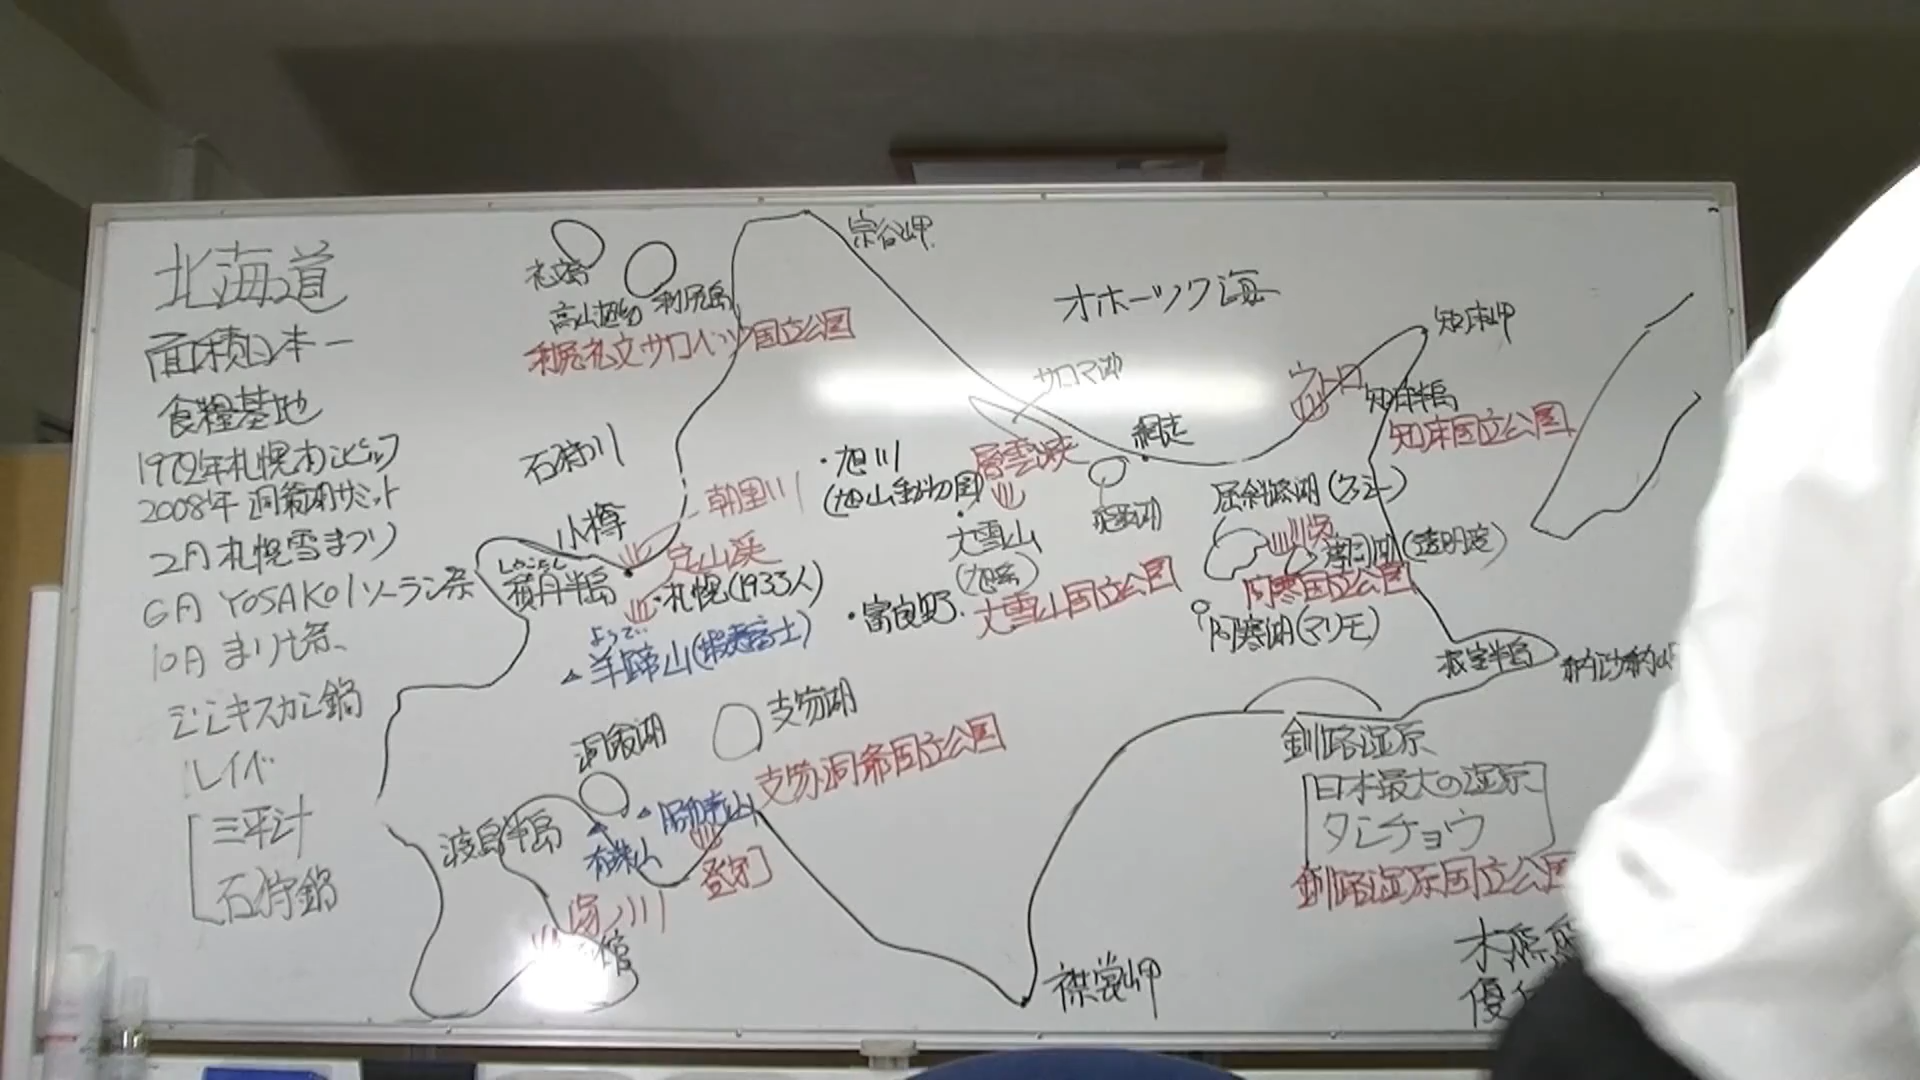 北海道
面積日本一
食糧基地
1972年札幌オリンピック
2008年 洞爺湖サミット
2月 札幌雪まつり
6月 YOSAKOIソーラン祭
10月 まりも祭
ジンギスカン鍋
ルイベ
三平汁
石狩鍋
礼文島
利尻島
高山植物
利尻礼文サロベツ国立公園
宗谷岬
オホーツク海
サロマ湖
網走
知床岬
ウトロ
知床半島
知床国立公園
石狩川
小樽
朝里川
定山渓
しゃこたん
積丹半島
札幌(193万人)
ようてい
羊蹄山(蝦夷富士)
・旭川
(旭山動物園)
層雲峡
大雪山
(旭岳)
大雪山国立公園
・富良野
屈斜路湖(クッシー)
川湯
摩周湖(透明度)
阿寒国立公園
阿寒湖(マリモ)
根室半島
納沙布岬
洞爺湖
支笏湖
支笏洞爺国立公園
渡島半島
有珠山
登別
湯ノ川
館
襟裳岬
釧路湿原
日本最大の湿原
タンチョウ
釧路湿原国立公園
木彫